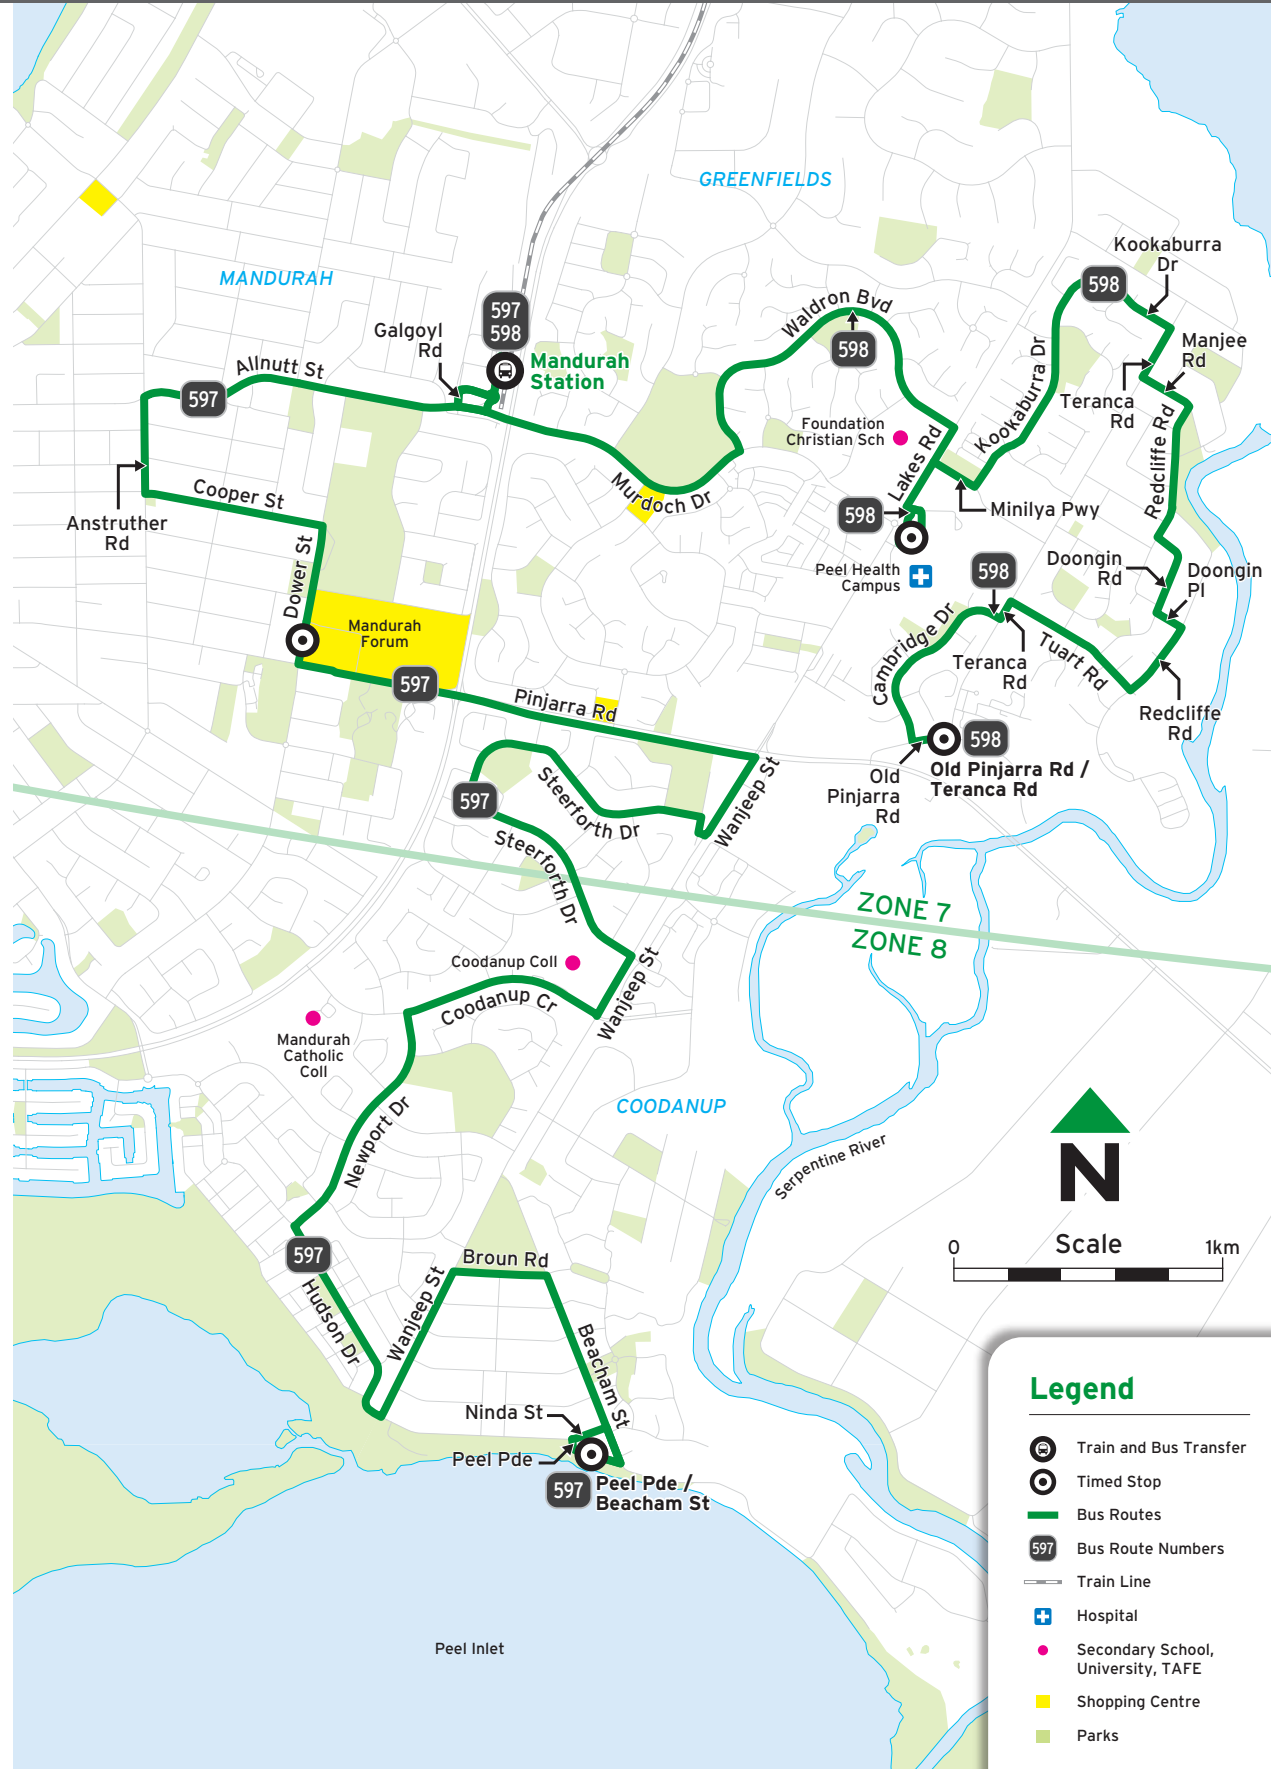 GREENFIELDS
Kookaburra
Dr
MANDURAH
598
597
598
Galgoyl
Rd
Waldron Bvd
598
Manjee
Rd
Mandurah
Station
Allnutt St
597
Kookaburra Dr
Teranca
Rd
Foundation
Christian Sch
Lakes Rd
Redcliffe Rd
Murdoch Dr
Cooper St
Anstruther
Rd
598
Minilya Pwy
Dower St
Peel Health
Campus
598
Doongin
Rd
Doongin
Pl
Mandurah
Forum
Cambridge Dr
Teranca
Rd
Tuart Rd
597
Pinjarra Rd
Redcliffe
Rd
598
Old Pinjarra Rd /
Teranca Rd
Old
Pinjarra
Rd
Steerforth Dr
Wanjeep St
597
Steerforth Dr
ZONE 7
ZONE 8
Coodanup Coll
Wanjeep St
Coodanup Cr
Mandurah
Catholic
Coll
COODANUP
Newport Dr
Serpentine River
N
597
Broun Rd
Scale
0
1km
Hudson Dr
Wanjeep St
Beacham St
Ninda St
Peel Pde
597
Peel Pde /
Beacham St
Peel Inlet
Legend
Train and Bus Transfer
Timed Stop
Bus Routes
597
Bus Route Numbers
Train Line
Hospital
Secondary School,
University, TAFE
Shopping Centre
Parks